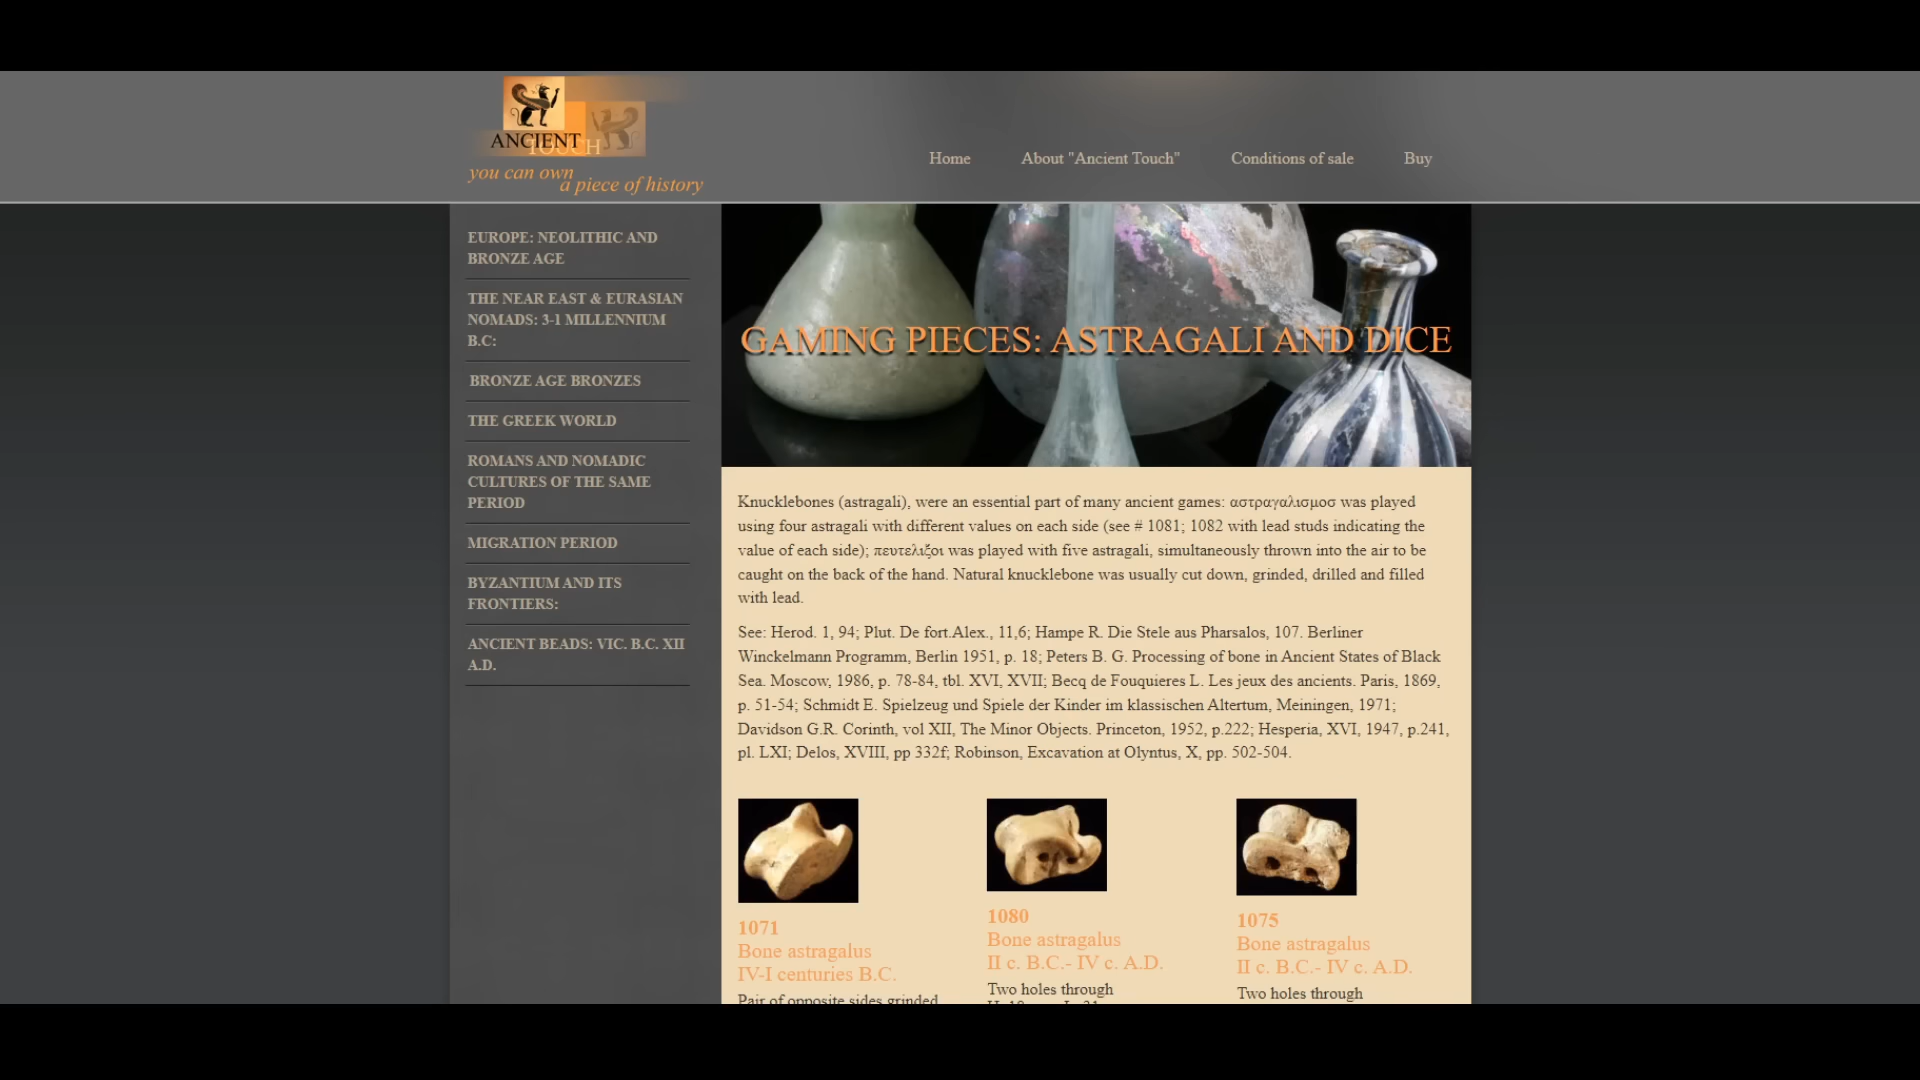 ANCIENT
TOUCH
you can own
a piece of history
Home
About "Ancient Touch"
Conditions of sale
Buy
EUROPE: NEOLITHIC AND
BRONZE AGE
THE NEAR EAST & EURASIAN
NOMADS: 3-1 MILLENNIUM
B.C:
BRONZE AGE BRONZES
THE GREEK WORLD
ROMANS AND NOMADIC
CULTURES OF THE SAME
PERIOD
MIGRATION PERIOD
BYZANTIUM AND ITS
FRONTIERS:
ANCIENT BEADS: VIC. B.C. XII
A.D.
GAMING PIECES: ASTRAGALI AND DICE
Knucklebones (astragali), were an essential part of many ancient games: αστραγαλισμοσ was played
using four astragali with different values on each side (see # 1081; 1082 with lead studs indicating the
value of each side); πευτελιξοι was played with five astragali, simultaneously thrown into the air to be
caught on the back of the hand. Natural knucklebone was usually cut down, grinded, drilled and filled
with lead.
See: Herod. 1, 94; Plut. De fort.Alex., 11,6; Hampe R. Die Stele aus Pharsalos, 107. Berliner
Winckelmann Programm, Berlin 1951, p. 18; Peters B. G. Processing of bone in Ancient States of Black
Sea. Moscow, 1986, p. 78-84, tbl. XVI, XVII; Becq de Fouquieres L. Les jeux des ancients. Paris, 1869,
p. 51-54; Schmidt E. Spielzeug und Spiele der Kinder im klassischen Altertum, Meiningen, 1971;
Davidson G.R. Corinth, vol XII, The Minor Objects. Princeton, 1952, p.222; Hesperia, XVI, 1947, p.241,
pl. LXI; Delos, XVIII, pp 332f; Robinson, Excavation at Olyntus, X, pp. 502-504.
1071
Bone astragalus
IV-I centuries B.C.
Pair of opposite sides grinded
1080
Bone astragalus
II c. B.C.- IV c. A.D.
Two holes through
1075
Bone astragalus
II c. B.C.- IV c. A.D.
Two holes through